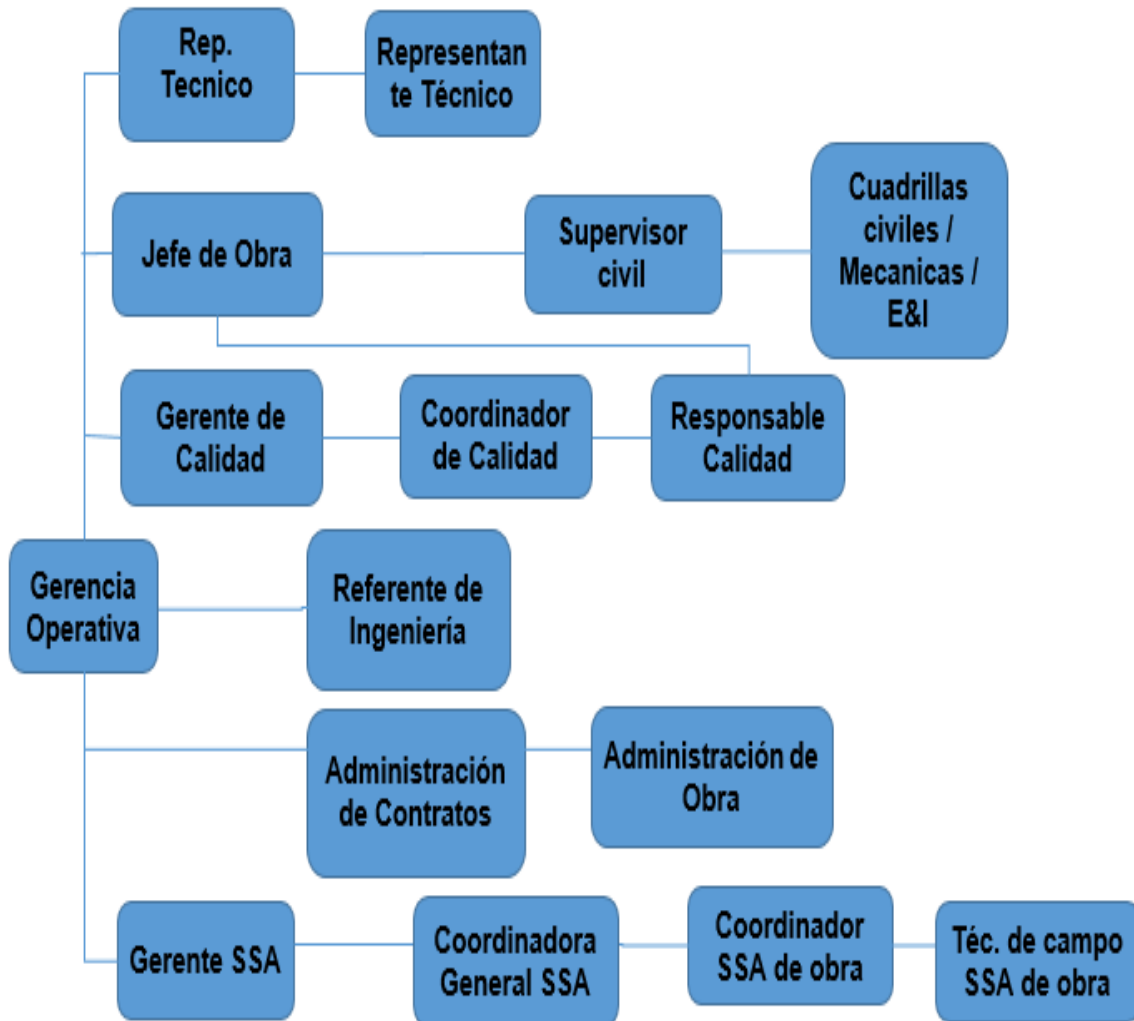 Rep.
Tecnico
Representan
te Técnico
Jefe de Obra
Supervisor
civil
Cuadrillas
civiles /
Mecanicas /
E&I
Gerente de
Calidad
Coordinador
de Calidad
Responsable
Calidad
Gerencia
Operativa
Referente de
Ingeniería
Administración
de Contratos
Administración de
Obra
Gerente SSA
Coordinadora
General SSA
Coordinador
SSA de obra
Téc. de campo
SSA de obra